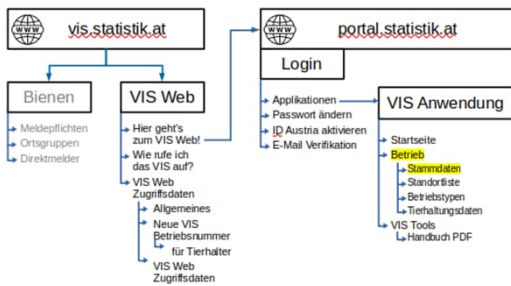 www
vis.statistik.at
www
portal.statistik.at
Login
Bienen
VIS Web
VIS Anwendung
Meldepflichten
Ortsgruppen
Direktmelder
Hier geht's
zum VIS Web!
Wie rufe ich
das VIS auf?
VIS Web
Zugriffsdaten
Allgemeines
Neue VIS
Betriebsnummer
für Tierhalter
VIS Web
Zugriffsdaten
Applikationen
Passwort ändern
ID Austria aktivieren
E-Mail Verifikation
Startseite
Betrieb
Stammdaten
Standortliste
Betriebstypen
Tierhaltungsdaten
VIS Tools
Handbuch PDF